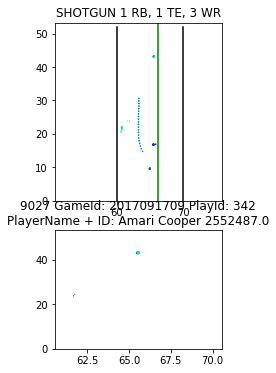 SHOTGUN 1 RB, 1 TE, 3 WR
50
40
30
20
10
0
60 70
9027 GameId: 2017091709 PlayId: 342
PlayerName + ID: Amari Cooper 2552487.0
40
20
0
62.5 65.0 67.5 70.0